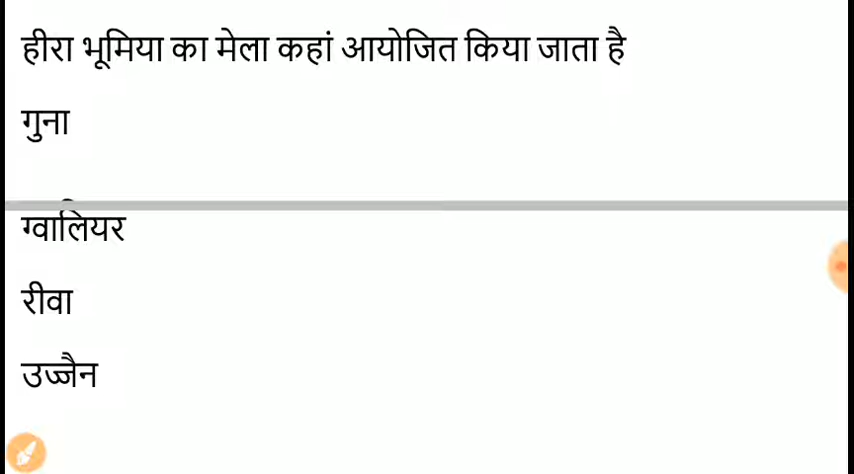 हीरा भूमिया का मेला कहां आयोजित किया जाता है
गुना
ग्वालियर
रीवा
उज्जैन